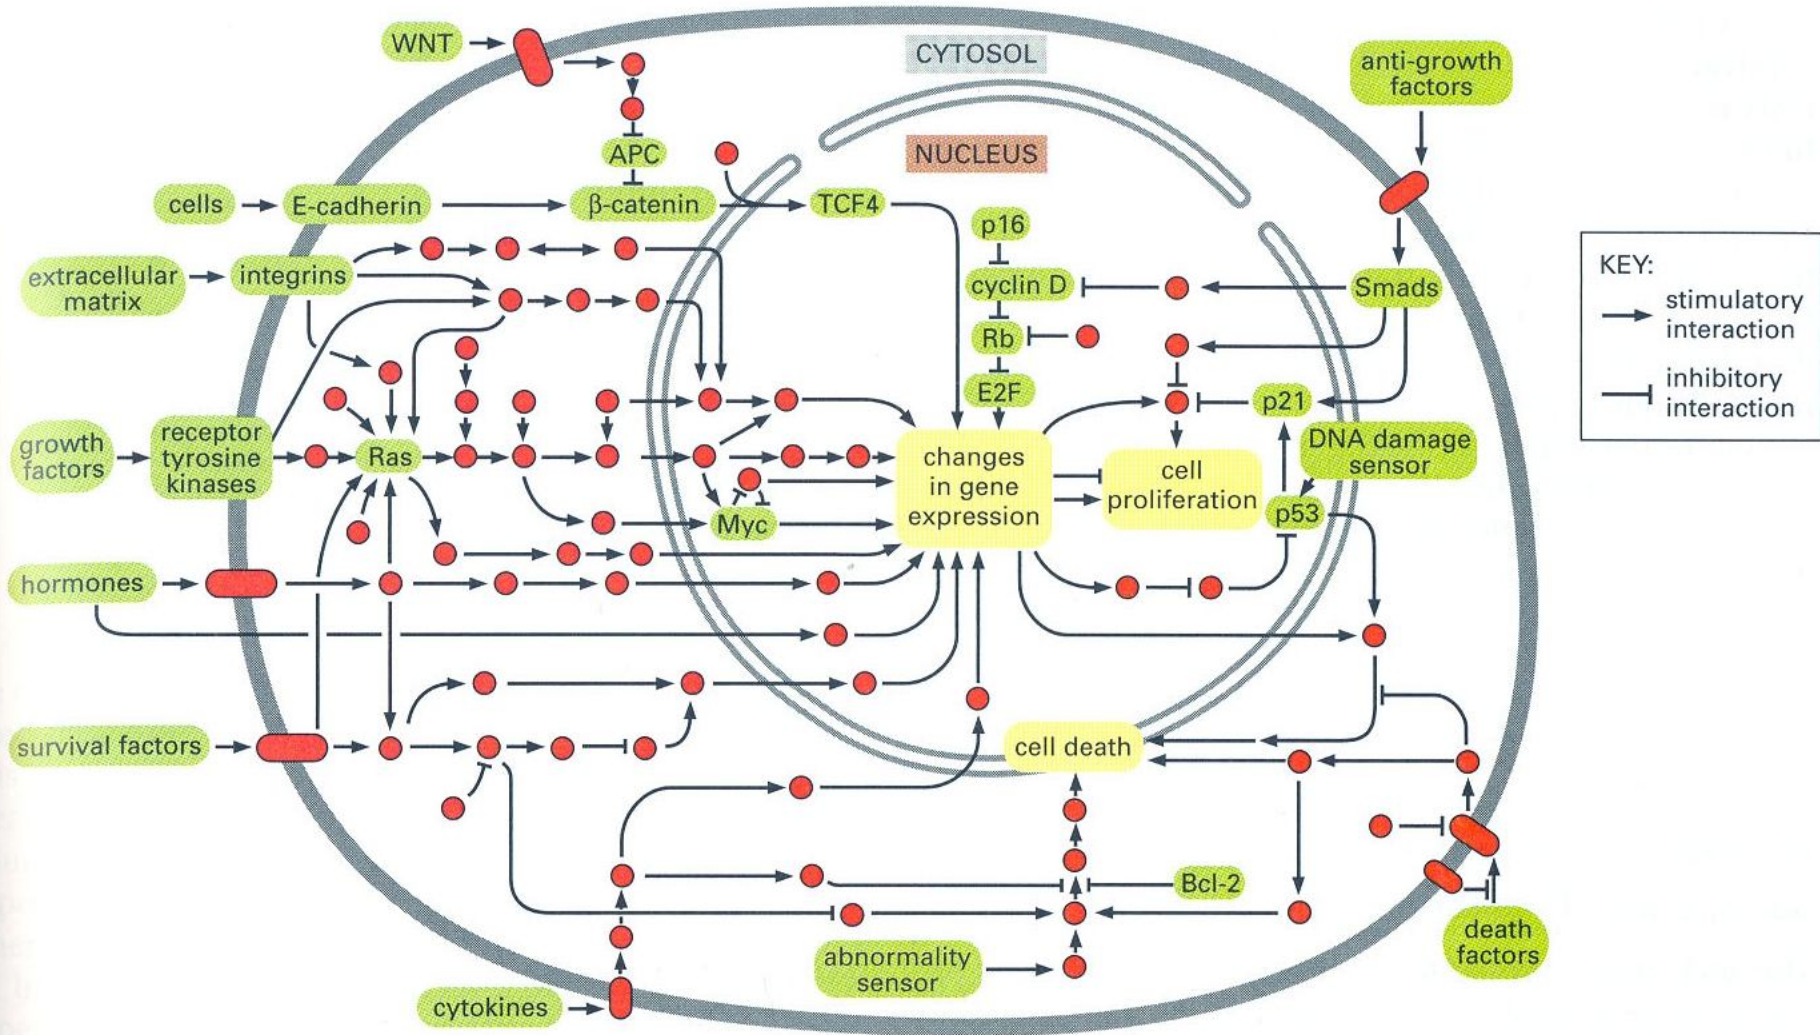 WNT
CYTOSOL
anti-growth
factors
NUCLEUS
APC
cells
E-cadherin
β-catenin
TCF4
p16
extracellular
matrix
integrins
cyclin D
Smads
KEY:
stimulatory
interaction
inhibitory
interaction
Rb
E2F
p21
growth
factors
receptor
tyrosine
kinases
Ras
changes
in gene
expression
cell
proliferation
DNA damage
sensor
Myc
p53
hormones
survival factors
cell death
Bcl-2
death
factors
abnormality
sensor
cytokines